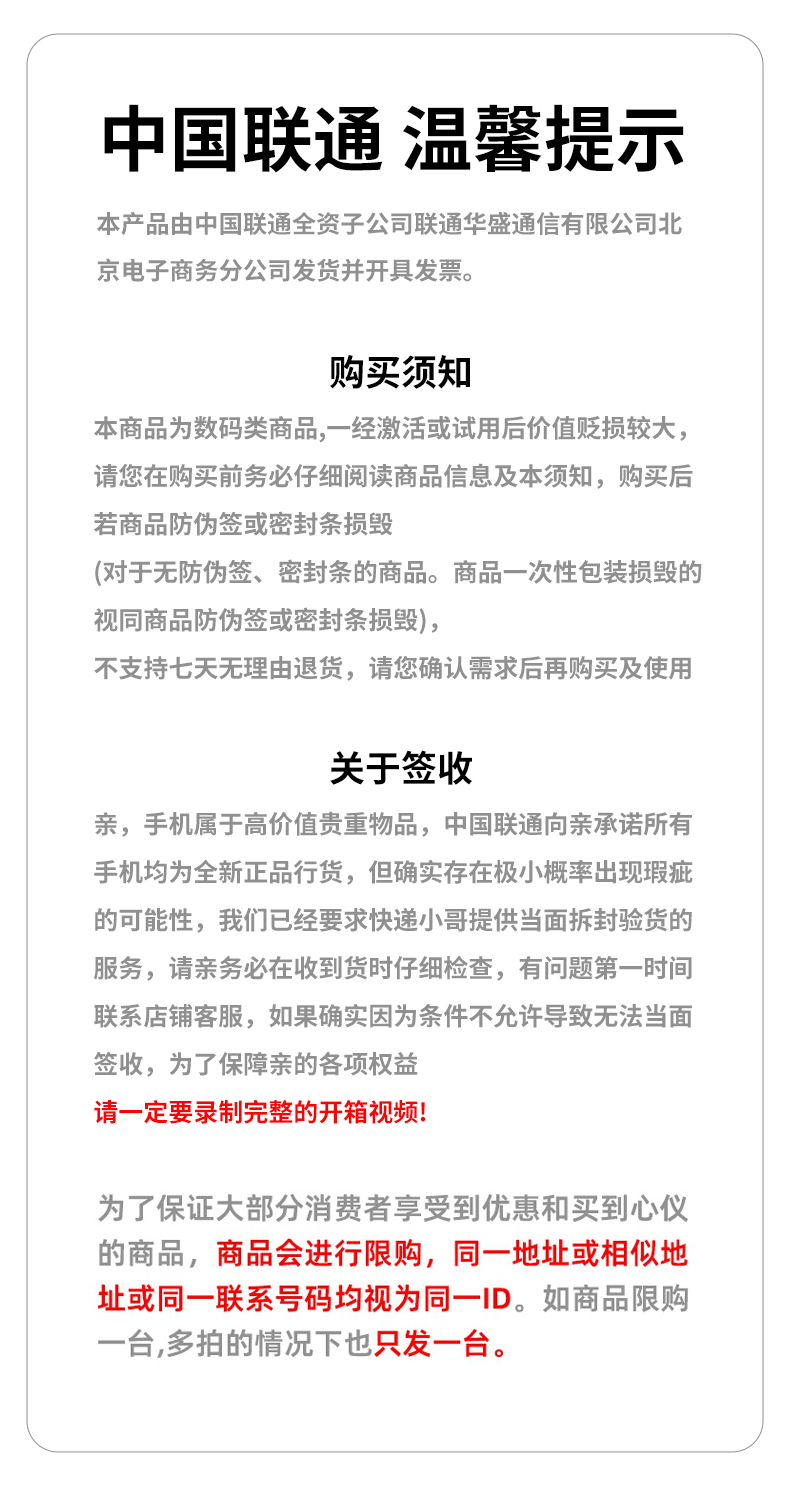 中国联通 温馨提示
本产品由中国联通全资子公司联通华盛通信有限公司北
京电子商务分公司发货并开具发票。
购买须知
本商品为数码类商品,一经激活或试用后价值贬损较大，
请您在购买前务必仔细阅读商品信息及本须知，购买后
若商品防伪签或密封条损毁
(对于无防伪签、密封条的商品。商品一次性包装损毁的
视同商品防伪签或密封条损毁)，
不支持七天无理由退货，请您确认需求后再购买及使用
关于签收
亲，手机属于高价值贵重物品，中国联通向亲承诺所有
手机均为全新正品行货，但确实存在极小概率出现瑕疵
的可能性，我们已经要求快递小哥提供当面拆封验货的
服务，请亲务必在收到货时仔细检查，有问题第一时间
联系店铺客服，如果确实因为条件不允许导致无法当面
签收，为了保障亲的各项权益
请一定要录制完整的开箱视频!
为了保证大部分消费者享受到优惠和买到心仪
的商品，商品会进行限购，同一地址或相似地
址或同一联系号码均视为同一ID。如商品限购
一台,多拍的情况下也只发一台。